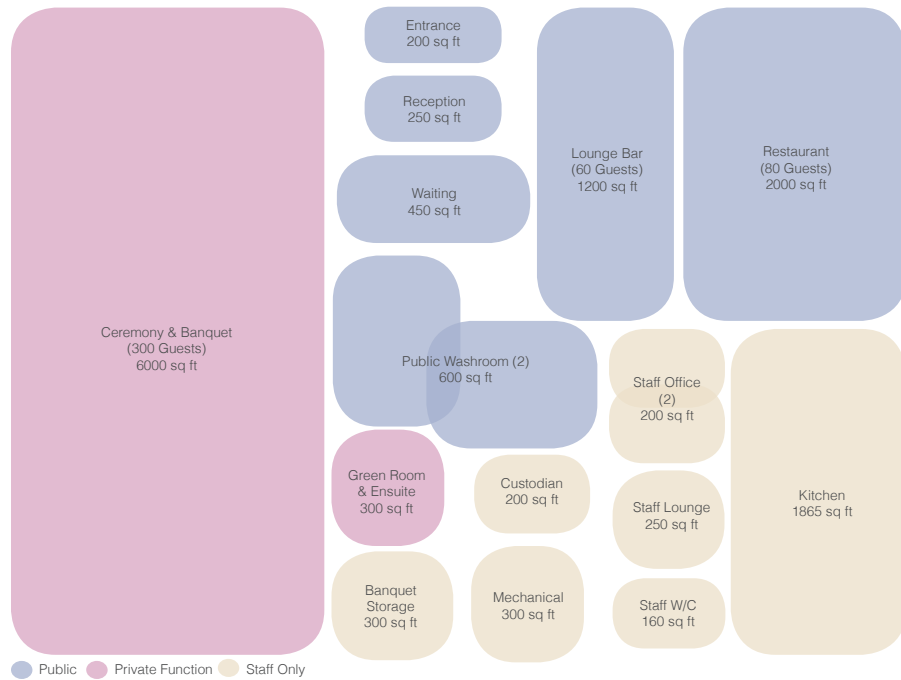 Entrance
200 sq ft
Reception
250 sq ft
Waiting
450 sq ft
Lounge Bar
(60 Guests)
1200 sq ft
Restaurant
(80 Guests)
2000 sq ft
Ceremony & Banquet
(300 Guests)
6000 sq ft
Public Washroom (2)
600 sq ft
Staff Office
(2)
200 sq ft
Green Room
& Ensuite
300 sq ft
Custodian
200 sq ft
Staff Lounge
250 sq ft
Kitchen
1865 sq ft
Banquet
Storage
300 sq ft
Mechanical
300 sq ft
Staff W/C
160 sq ft
Public
Private Function
Staff Only